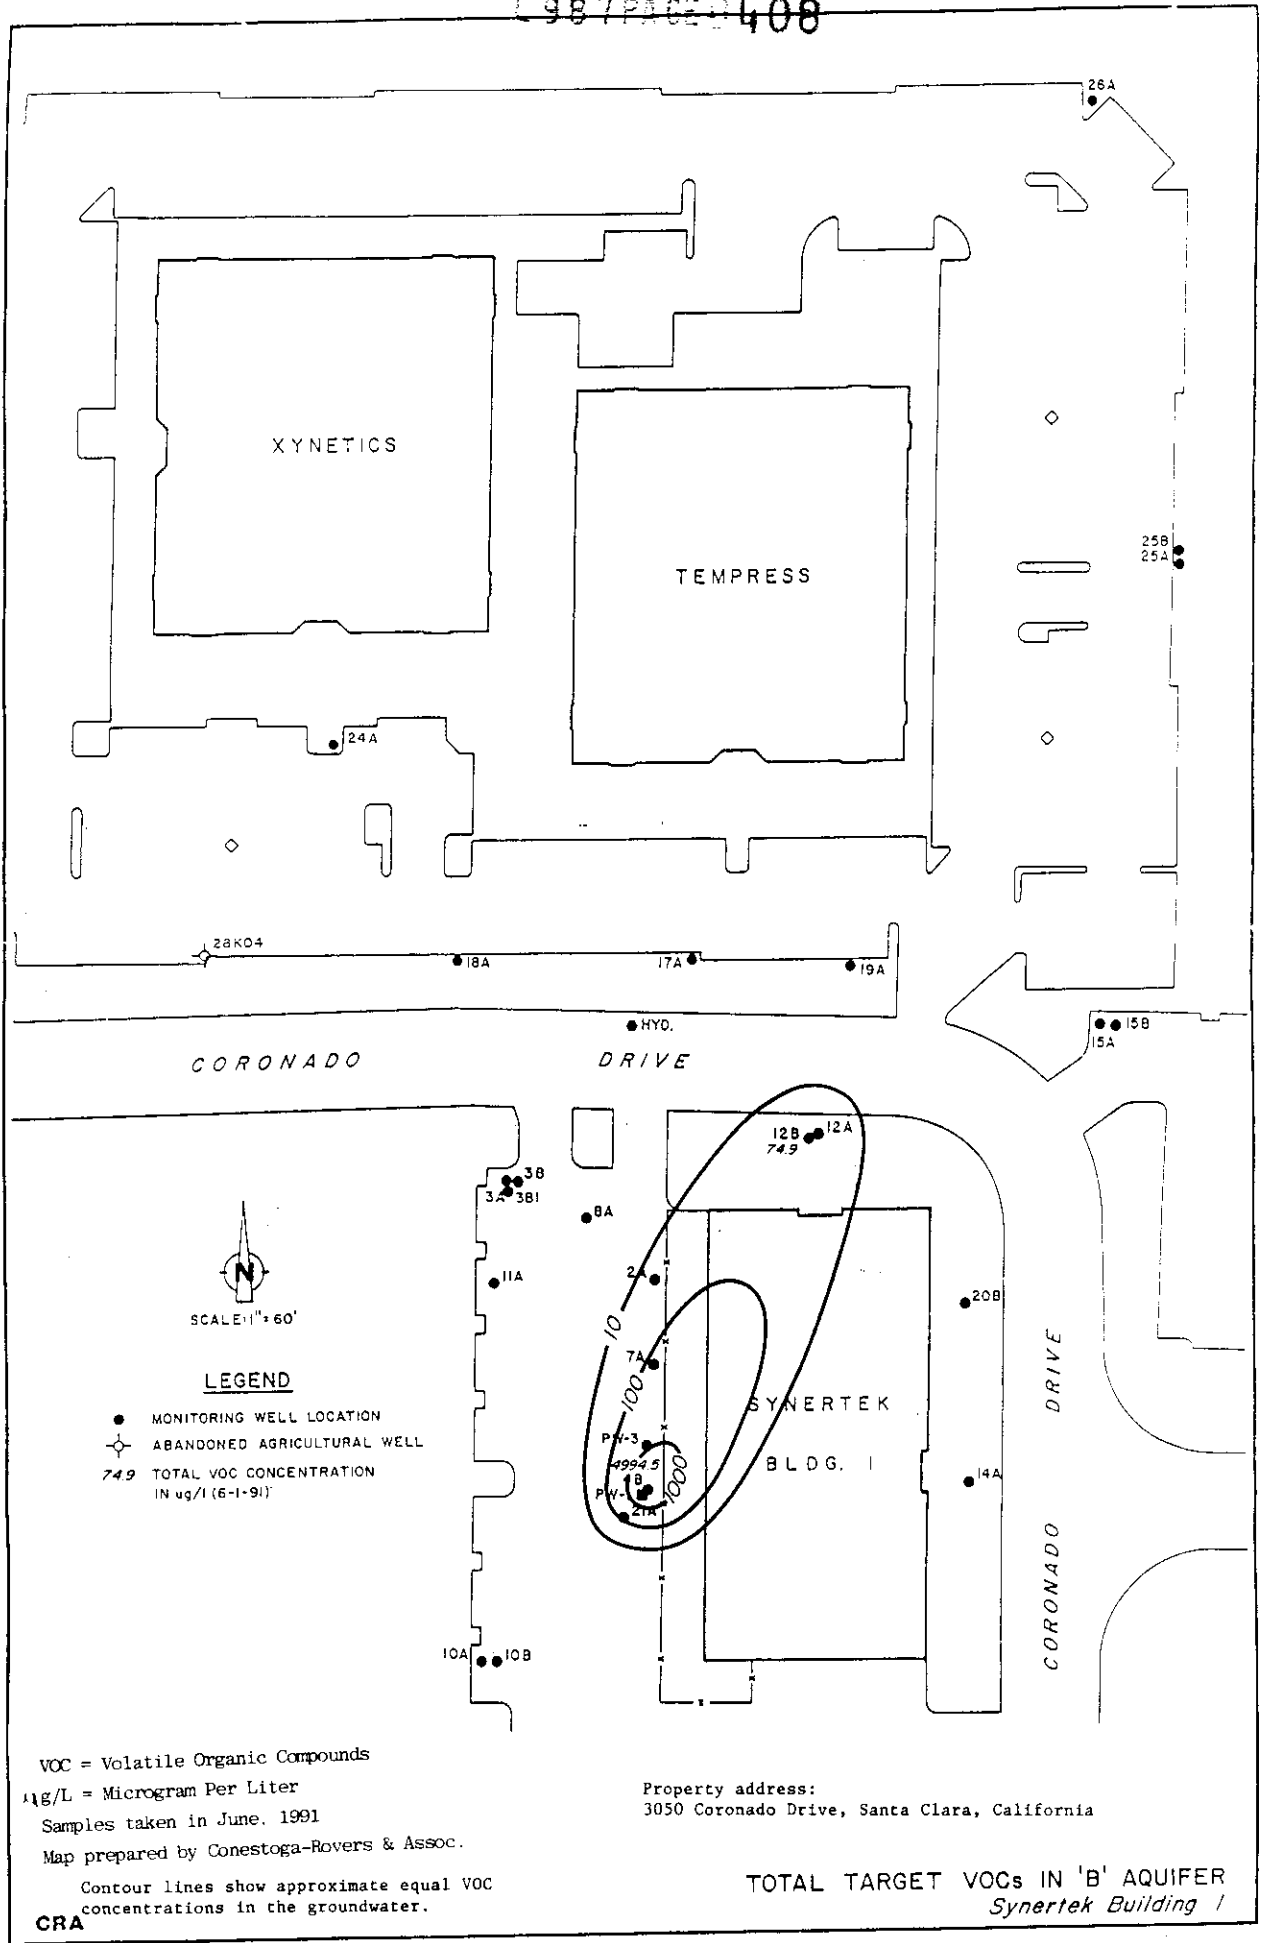 L987PAGE0408
26A
XYNETICS
TEMPRESS
25B
25A
24A
28K04
18A
17A
19A
HYD.
15A
15B
CORONADO DRIVE
12B
12A
74.9
3B
3A
3B1
8A
11A
2A
20B
10
7A
100
N
SCALE: 1"=60'
SYNERTEK
BLDG. 1
CORONADO DRIVE
LEGEND
MONITORING WELL LOCATION
ABANDONED AGRICULTURAL WELL
74.9 TOTAL VOC CONCENTRATION
IN ug/l (6-1-91)
PW-3
4994.5
1000
14A
21A
10A
10B
VOC = Volatile Organic Compounds
µg/L = Microgram Per Liter
Samples taken in June, 1991
Map prepared by Conestoga-Rovers & Assoc.
Contour lines show approximate equal VOC
concentrations in the groundwater.
CRA
Property address:
3050 Coronado Drive, Santa Clara, California
TOTAL TARGET VOCs IN 'B' AQUIFER
Synertek Building 1